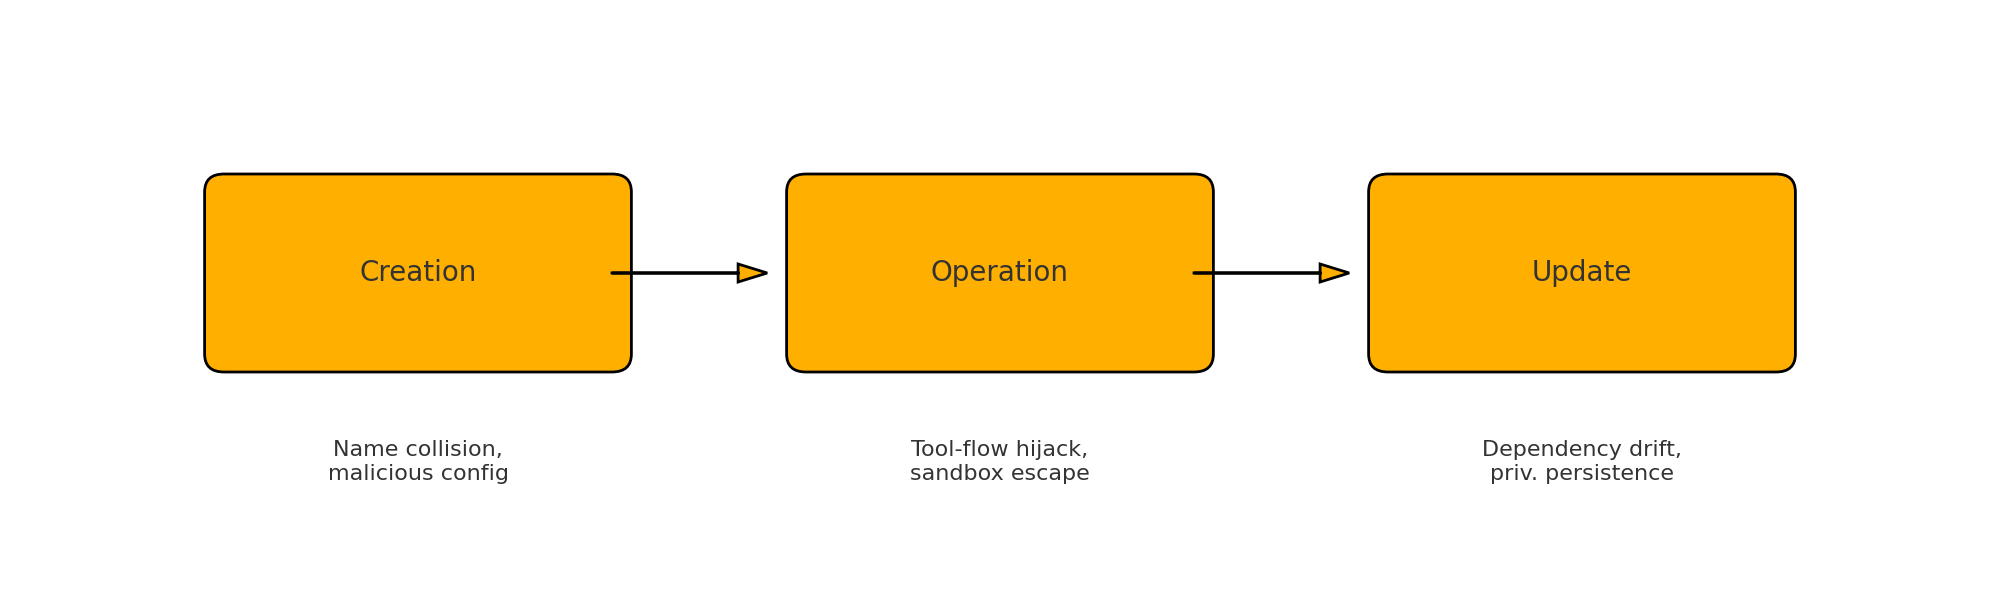 Creation
Operation
Update
Name collision,
malicious config
Tool-flow hijack,
sandbox escape
Dependency drift,
priv. persistence